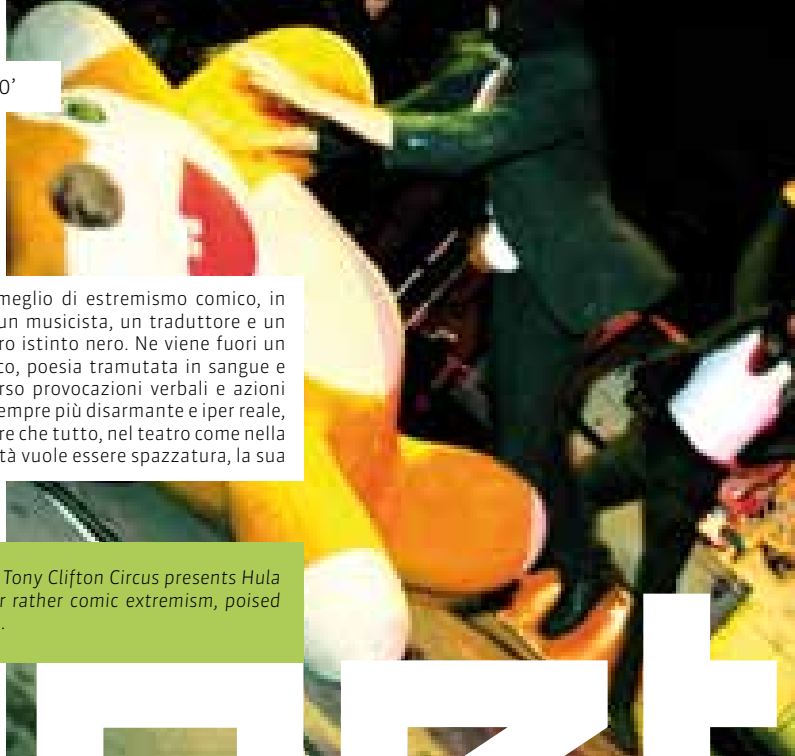 0’
meglio di estremismo comico, in
un musicista, un traduttore e un
ro istinto nero. Ne viene fuori un
co, poesia tramutata in sangue e
rso provocazioni verbali e azioni
empre più disarmante e iper reale,
re che tutto, nel teatro come nella
tà vuole essere spazzatura, la sua
Tony Clifton Circus presents Hula
r rather comic extremism, poised
.